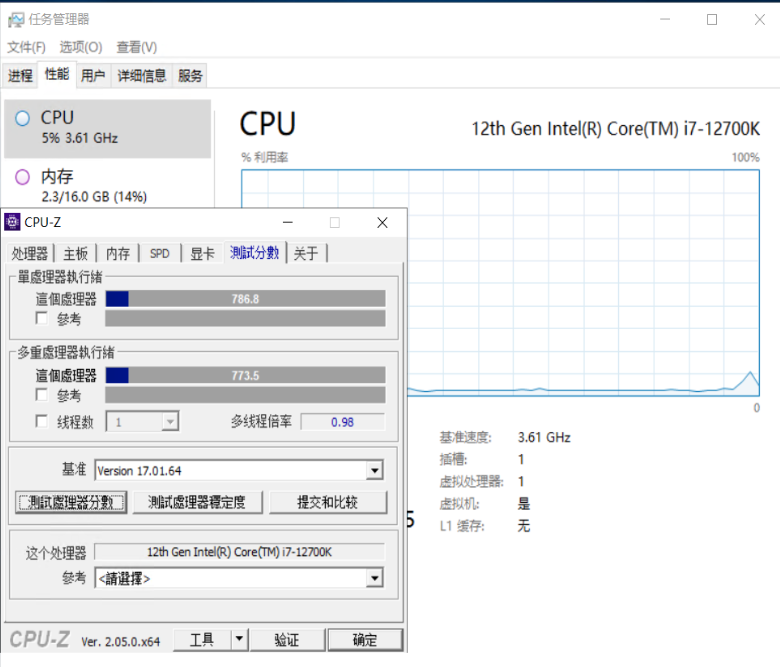 任务管理器
文件(F) 选项(O) 查看(V)
进程 性能 用户 详细信息 服务
CPU
5% 3.61 GHz
内存
2.3/16.0 GB (14%)
CPU
12th Gen Intel(R) Core(TM) i7-12700K
% 利用率
100%
0
基准速度: 3.61 GHz
插槽: 1
虚拟处理器: 1
虚拟机: 是
L1 缓存: 无
5
CPU-Z
处理器 主板 内存 SPD 显卡 測試分數 关于
單處理器執行緒
這個處理器 786.8
參考
多重處理器執行緒
這個處理器 773.5
參考
线程数 1 多线程倍率 0.98
基准 Version 17.01.64
測試處理器分數 測試處理器穩定度 提交和比较
这个处理器 12th Gen Intel(R) Core(TM) i7-12700K
參考 <請選擇>
CPU-Z Ver. 2.05.0.x64 工具 验证 确定